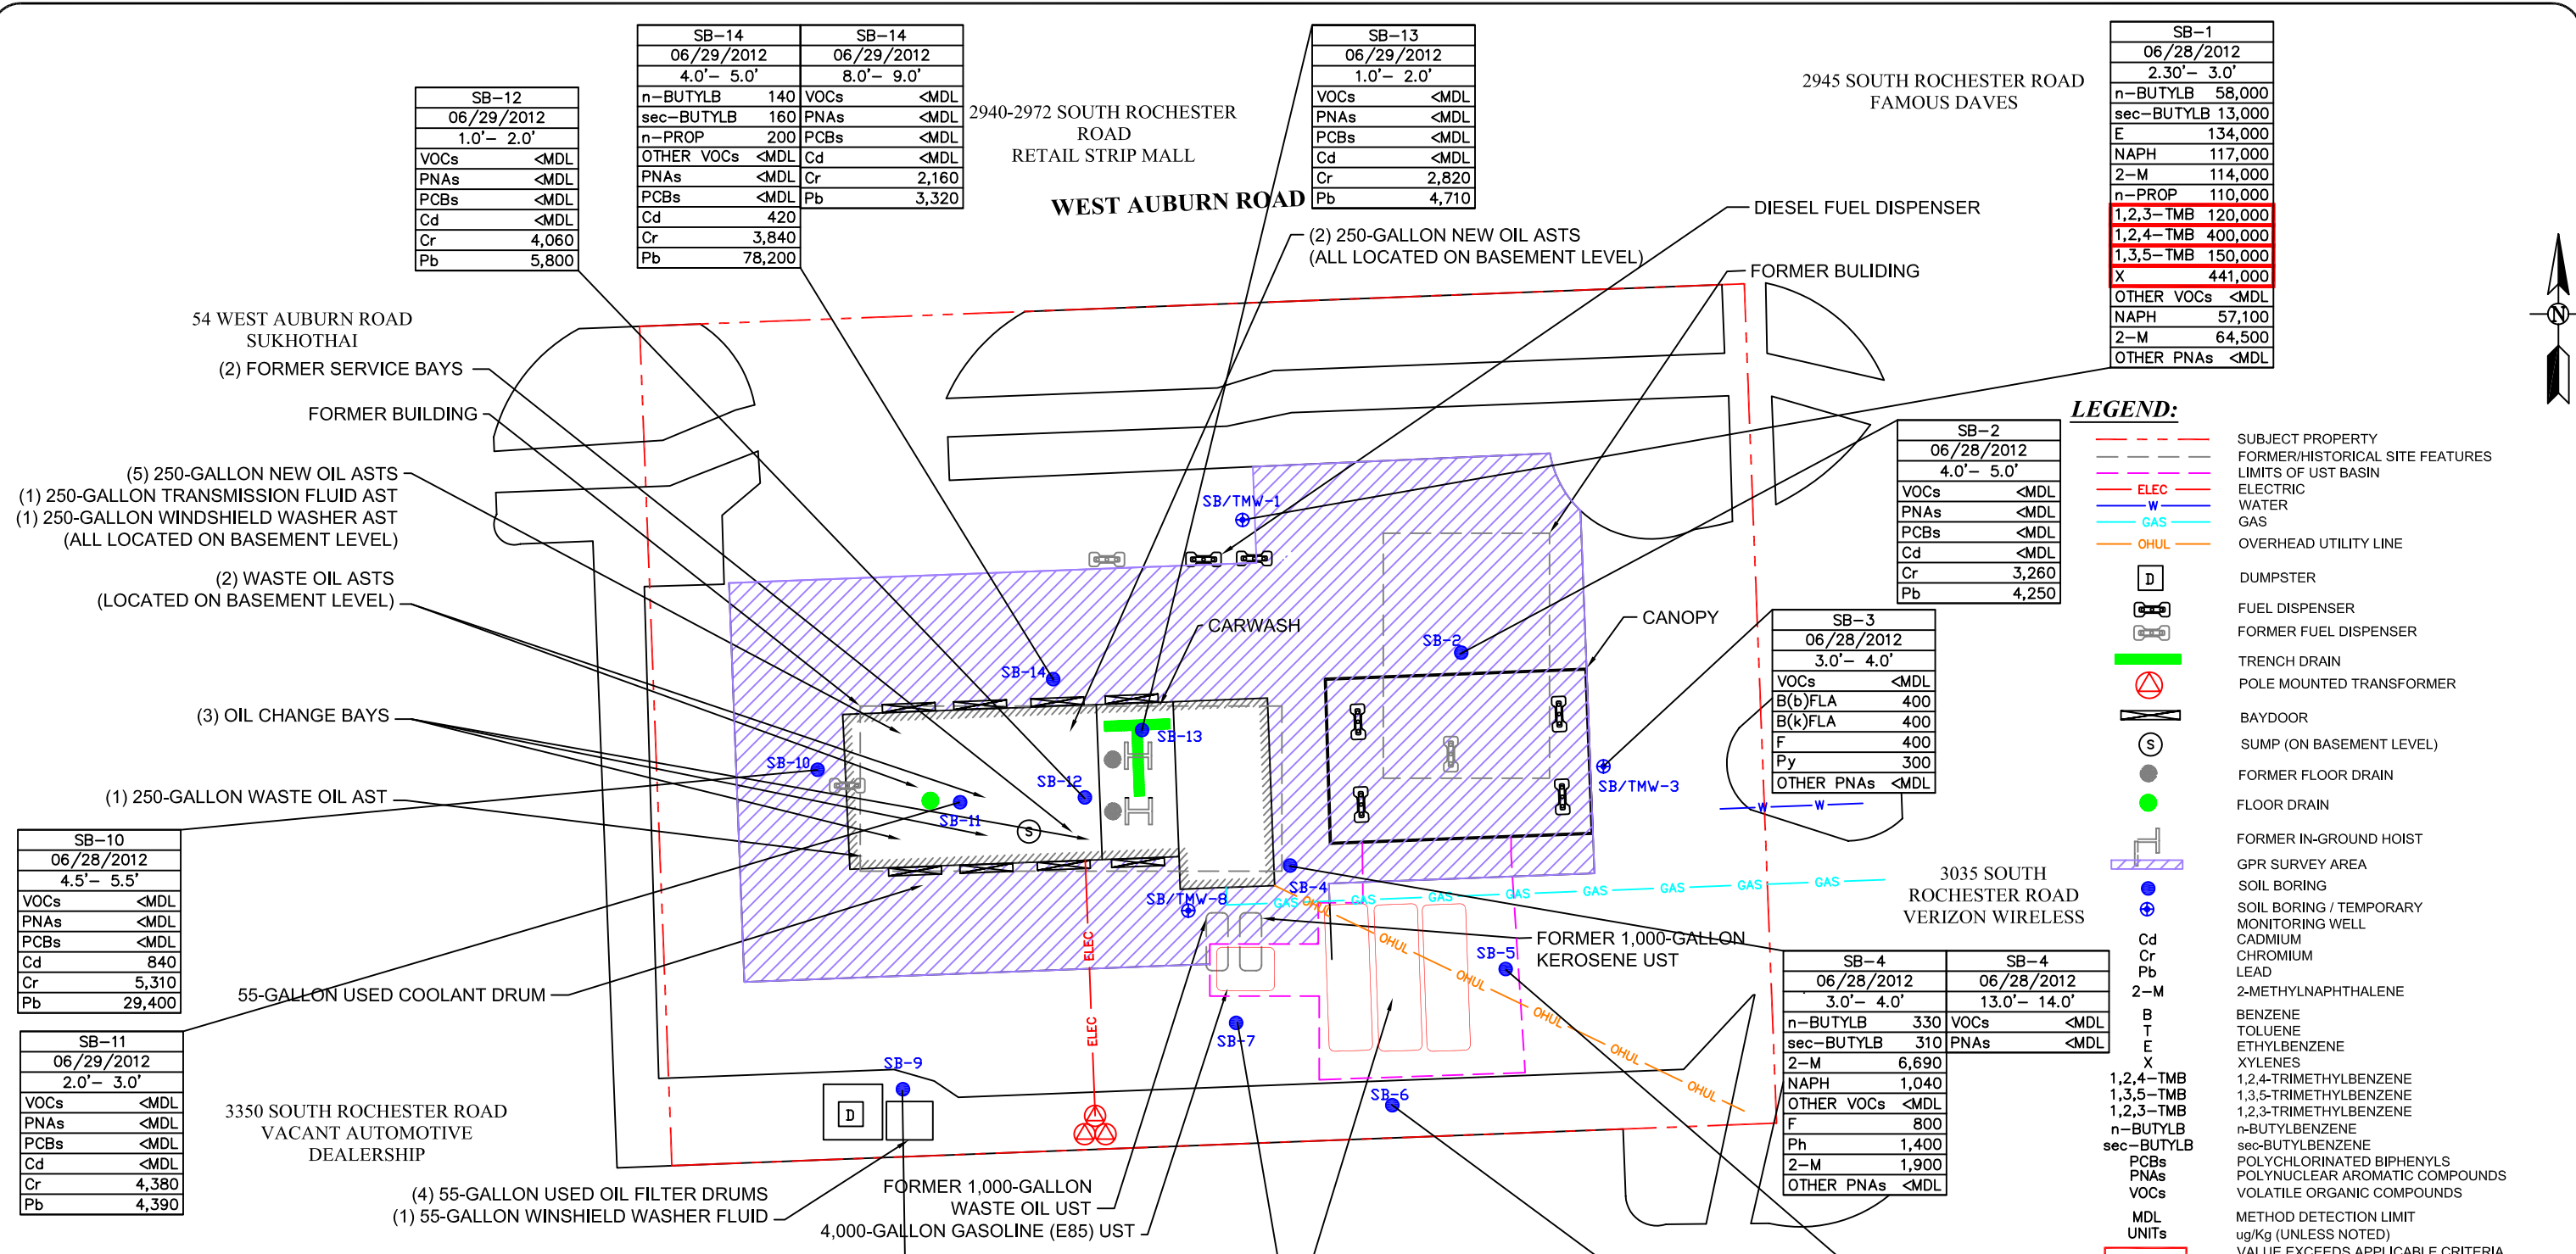 SB-14 SB-14
06/29/2012 06/29/2012
4.0'- 5.0' 8.0'- 9.0'
n-BUTYLB 140 VOCs <MDL
sec-BUTYLB 160 PNAs <MDL
n-PROP 200 PCBs <MDL
OTHER VOCs <MDL Cd <MDL
PNAs <MDL Cr 2,160
PCBs <MDL Pb 3,320
Cd 420
Cr 3,840
Pb 78,200
SB-13
06/29/2012
1.0'- 2.0'
VOCs <MDL
PNAs <MDL
PCBs <MDL
Cd <MDL
Cr 2,820
Pb 4,710
SB-1
06/28/2012
2.30'- 3.0'
n-BUTYLB 58,000
sec-BUTYLB 13,000
E 134,000
NAPH 117,000
2-M 114,000
n-PROP 110,000
1,2,3-TMB 120,000
1,2,4-TMB 400,000
1,3,5-TMB 150,000
X 441,000
OTHER VOCs <MDL
NAPH 57,100
2-M 64,500
OTHER PNAs <MDL
SB-12
06/29/2012
1.0'- 2.0'
VOCs <MDL
PNAs <MDL
PCBs <MDL
Cd <MDL
Cr 4,060
Pb 5,800
2940-2972 SOUTH ROCHESTER
ROAD
RETAIL STRIP MALL
2945 SOUTH ROCHESTER ROAD
FAMOUS DAVES
WEST AUBURN ROAD
DIESEL FUEL DISPENSER
(2) 250-GALLON NEW OIL ASTS
(ALL LOCATED ON BASEMENT LEVEL)
FORMER BULIDING
N
54 WEST AUBURN ROAD
SUKHOTHAI
(2) FORMER SERVICE BAYS
FORMER BUILDING
(5) 250-GALLON NEW OIL ASTS
(1) 250-GALLON TRANSMISSION FLUID AST
(1) 250-GALLON WINDSHIELD WASHER AST
(ALL LOCATED ON BASEMENT LEVEL)
(2) WASTE OIL ASTS
(LOCATED ON BASEMENT LEVEL)
(3) OIL CHANGE BAYS
(1) 250-GALLON WASTE OIL AST
SB/TMW-1
CARWASH
CANOPY
SB-2
SB-14
SB-13
SB-10
SB-12
SB-11
S
SB/TMW-3
W W
SB-4
SB/TMW-8
GAS GAS GAS GAS GAS GAS GAS GAS
OHUL OHUL OHUL OHUL OHUL OHUL
ELEC
ELEC
SB-5
SB-7
SB-9
SB-6
D
FORMER 1,000-GALLON
KEROSENE UST
SB-2
06/28/2012
4.0'- 5.0'
VOCs <MDL
PNAs <MDL
PCBs <MDL
Cd <MDL
Cr 3,260
Pb 4,250
SB-3
06/28/2012
3.0'- 4.0'
VOCs <MDL
B(b)FLA 400
B(k)FLA 400
F 400
Py 300
OTHER PNAs <MDL
3035 SOUTH
ROCHESTER ROAD
VERIZON WIRELESS
SB-4 SB-4
06/28/2012 06/28/2012
3.0'- 4.0' 13.0'- 14.0'
n-BUTYLB 330 VOCs <MDL
sec-BUTYLB 310 PNAs <MDL
2-M 6,690
NAPH 1,040
OTHER VOCs <MDL
F 800
Ph 1,400
2-M 1,900
OTHER PNAs <MDL
SB-10
06/28/2012
4.5'- 5.5'
VOCs <MDL
PNAs <MDL
PCBs <MDL
Cd 840
Cr 5,310
Pb 29,400
55-GALLON USED COOLANT DRUM
SB-11
06/29/2012
2.0'- 3.0'
VOCs <MDL
PNAs <MDL
PCBs <MDL
Cd <MDL
Cr 4,380
Pb 4,390
3350 SOUTH ROCHESTER ROAD
VACANT AUTOMOTIVE
DEALERSHIP
(4) 55-GALLON USED OIL FILTER DRUMS
(1) 55-GALLON WINSHIELD WASHER FLUID
FORMER 1,000-GALLON
WASTE OIL UST
4,000-GALLON GASOLINE (E85) UST
LEGEND:
SUBJECT PROPERTY
FORMER/HISTORICAL SITE FEATURES
LIMITS OF UST BASIN
ELEC ELECTRIC
W WATER
GAS GAS
OHUL OVERHEAD UTILITY LINE
D DUMPSTER
FUEL DISPENSER
FORMER FUEL DISPENSER
TRENCH DRAIN
POLE MOUNTED TRANSFORMER
BAYDOOR
S SUMP (ON BASEMENT LEVEL)
FORMER FLOOR DRAIN
FLOOR DRAIN
FORMER IN-GROUND HOIST
GPR SURVEY AREA
SOIL BORING
SOIL BORING / TEMPORARY
MONITORING WELL
Cd CADMIUM
Cr CHROMIUM
Pb LEAD
2-M 2-METHYLNAPHTHALENE
B BENZENE
T TOLUENE
E ETHYLBENZENE
X XYLENES
1,2,4-TMB 1,2,4-TRIMETHYLBENZENE
1,3,5-TMB 1,3,5-TRIMETHYLBENZENE
1,2,3-TMB 1,2,3-TRIMETHYLBENZENE
n-BUTYLB n-BUTYLBENZENE
sec-BUTYLB sec-BUTYLBENZENE
PCBs POLYCHLORINATED BIPHENYLS
PNAs POLYNUCLEAR AROMATIC COMPOUNDS
VOCs VOLATILE ORGANIC COMPOUNDS
MDL METHOD DETECTION LIMIT
UNITs ug/Kg (UNLESS NOTED)
VALUE EXCEEDS APPLICABLE CRITERIA